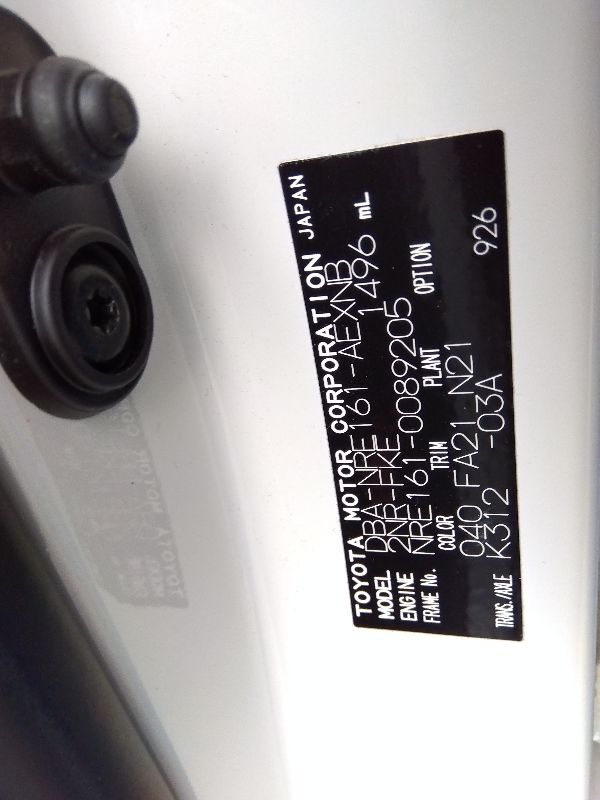 TOYOTA MOTOR CORPORATION JAPAN
MODEL DBA-NRE161-AEXNB
ENGINE 2NR-FKE 1496 mL
FRAME No. NRE161-0089205
COLOR TRIM PLANT OPTION
040 FA21 N21
TRANS./AXLE K312 -03A 926